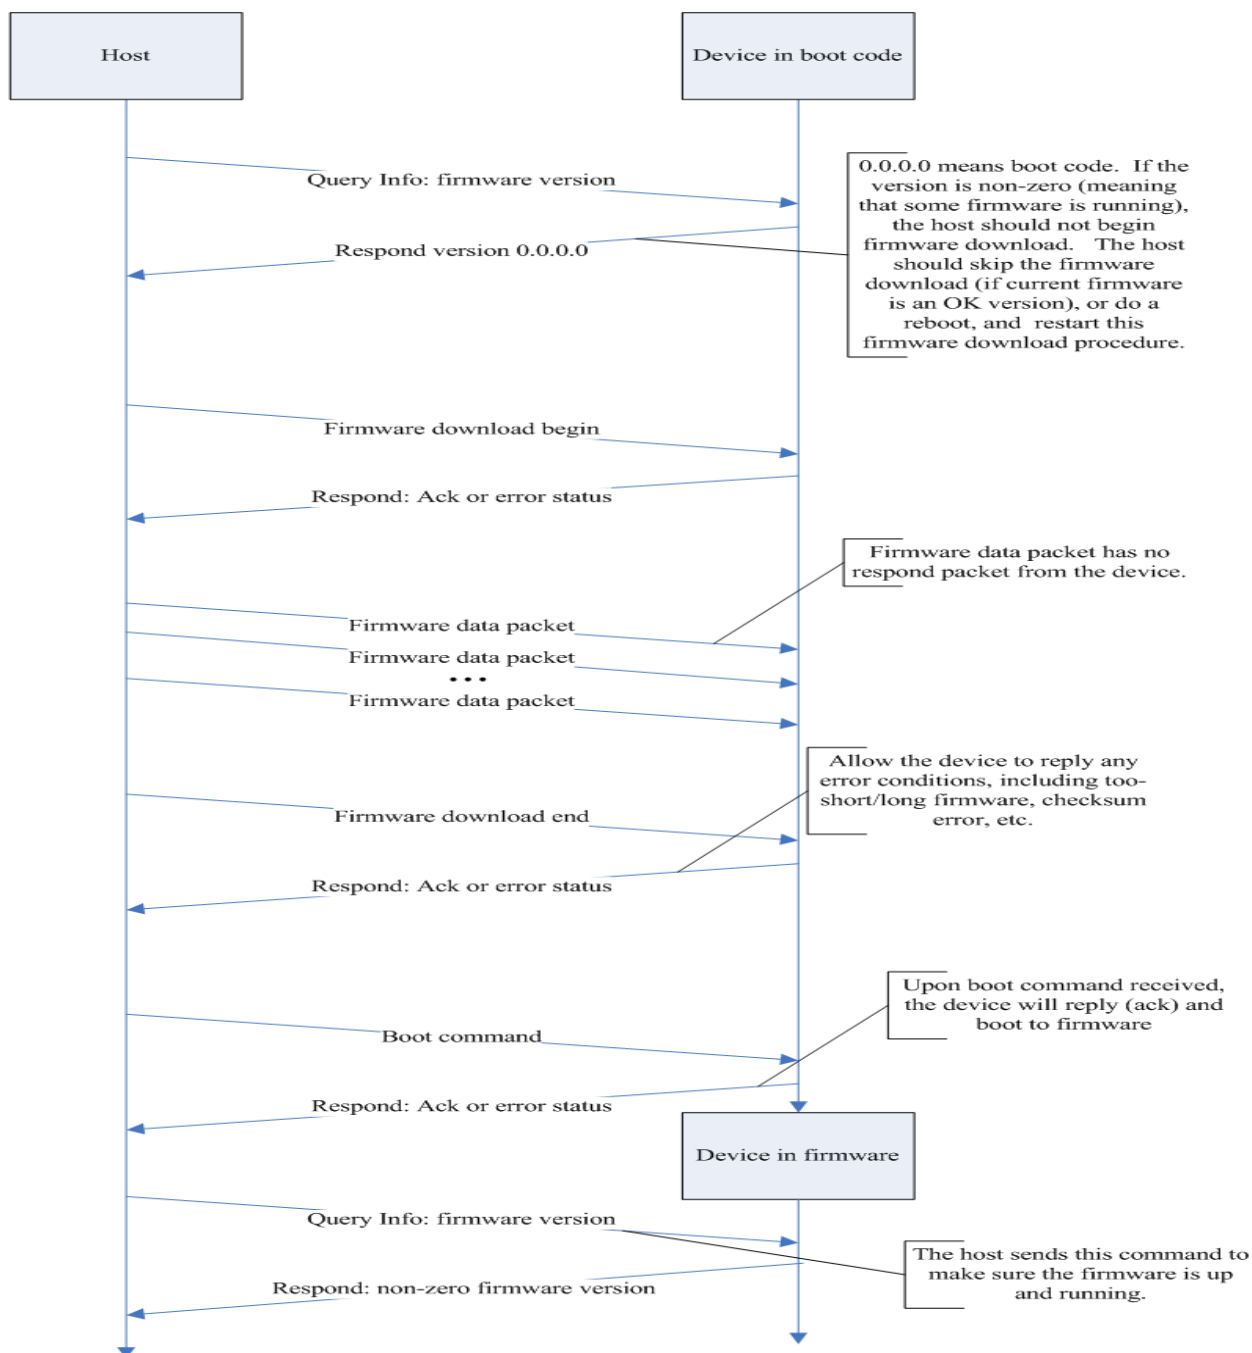 Host
Device in boot code
Query Info: firmware version
0.0.0.0 means boot code. If the
version is non-zero (meaning
that some firmware is running),
the host should not begin
firmware download. The host
should skip the firmware
download (if current firmware
is an OK version), or do a
reboot, and restart this
firmware download procedure.
Respond version 0.0.0.0
Firmware download begin
Respond: Ack or error status
Firmware data packet has no
respond packet from the device.
Firmware data packet
Firmware data packet
...
Firmware data packet
Allow the device to reply any
error conditions, including too-
short/long firmware, checksum
error, etc.
Firmware download end
Respond: Ack or error status
Upon boot command received,
the device will reply (ack) and
boot to firmware
Boot command
Respond: Ack or error status
Device in firmware
Query Info: firmware version
The host sends this command to
make sure the firmware is up
and running.
Respond: non-zero firmware version